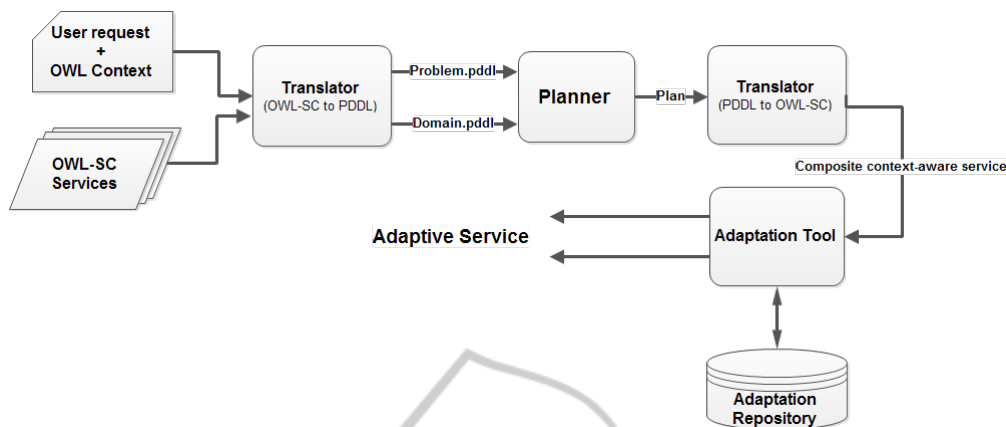 User request
+
OWL Context
OWL-SC
Services
Translator
(OWL-SC to PDDL)
Problem.pddl
Domain.pddl
Planner
Plan
Translator
(PDDL to OWL-SC)
Composite context-aware service
Adaptation Tool
Adaptive Service
Adaptation
Repository